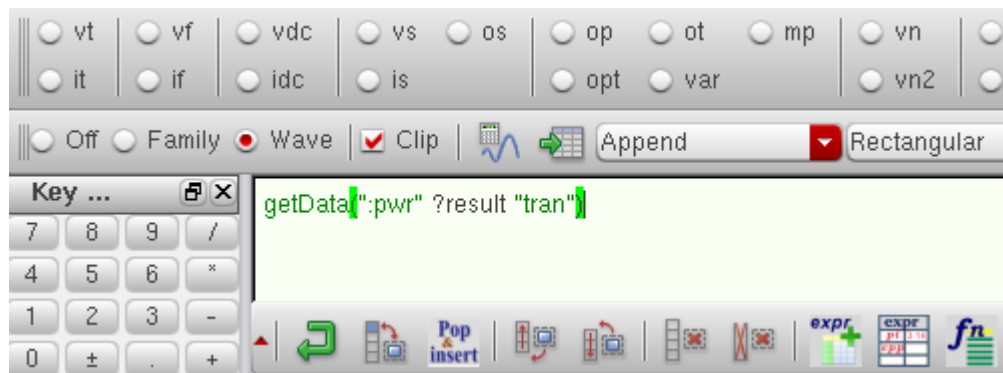 vt vf vdc vs os op ot mp vn
it if idc is opt var vn2
Off Family Wave Clip Append Rectangular
Key ...
getData(":pwr" ?result "tran")
7 8 9 /
4 5 6 *
1 2 3 -
0 ± . +
Pop & insert
expr
expr
fn